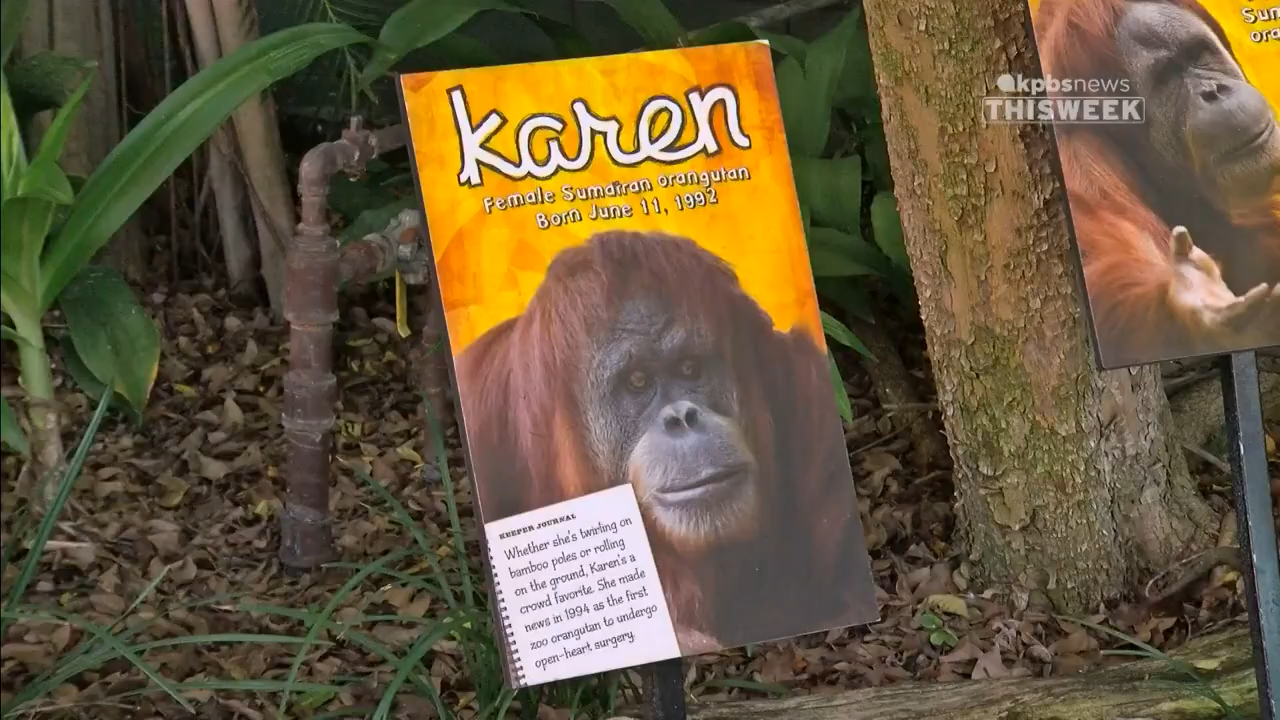 karen
Female Sumatran orangutan
Born June 11, 1992
KEEPER JOURNAL
Whether she's twirling on
bamboo poles or rolling
on the ground, Karen's a
crowd favorite. She made
news in 1994 as the first
zoo orangutan to undergo
open-heart surgery.
kpbsnews
THISWEEK